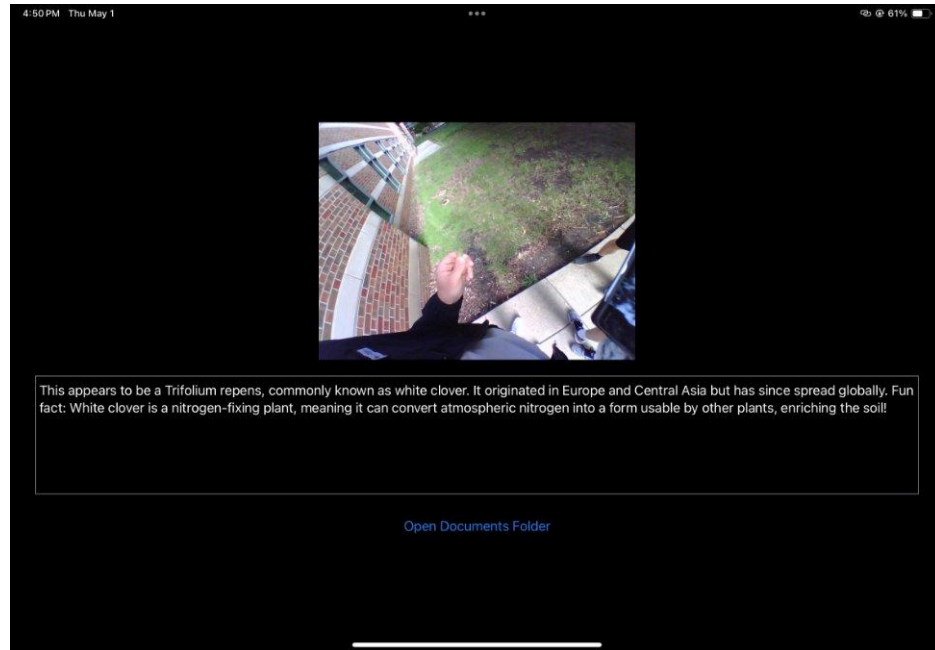 4:50 PM Thu May 1
61%
This appears to be a Trifolium repens, commonly known as white clover. It originated in Europe and Central Asia but has since spread globally. Fun
fact: White clover is a nitrogen-fixing plant, meaning it can convert atmospheric nitrogen into a form usable by other plants, enriching the soil!
Open Documents Folder